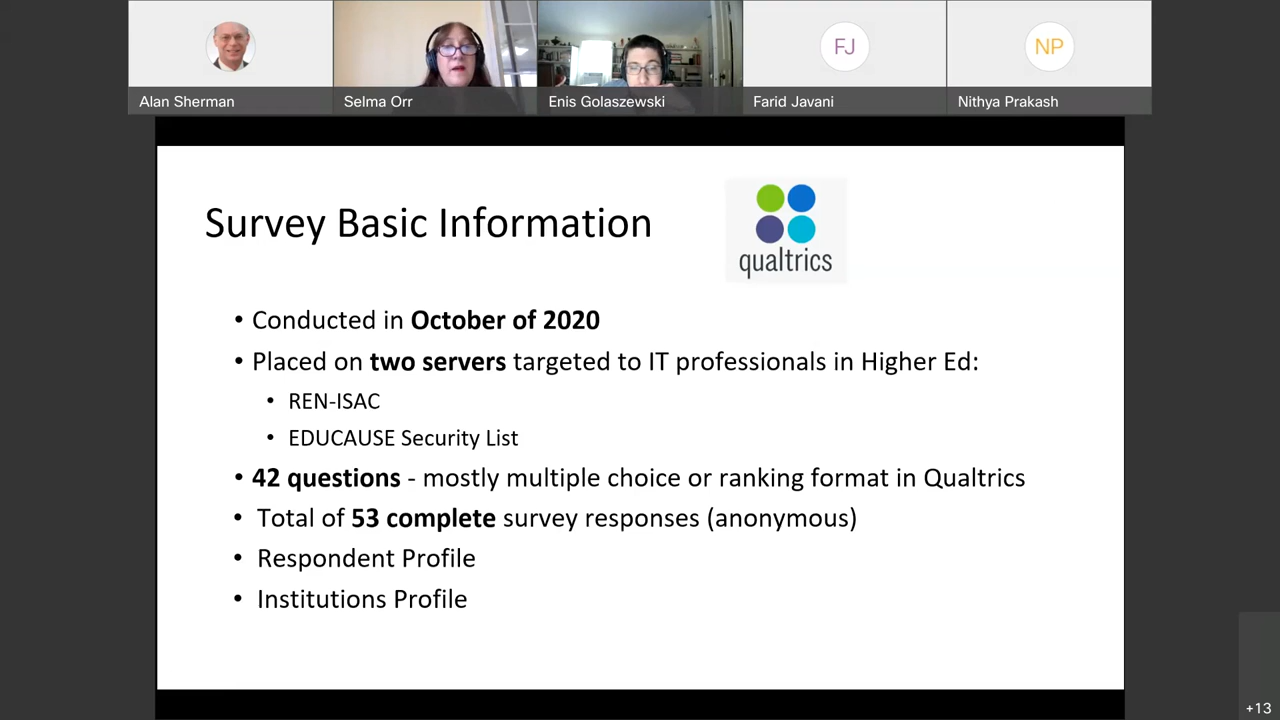 Alan Sherman
Selma Orr
Enis Golaszewski
FJ
Farid Javani
NP
Nithya Prakash
Survey Basic Information
qualtrics
• Conducted in October of 2020
• Placed on two servers targeted to IT professionals in Higher Ed:
• REN-ISAC
• EDUCAUSE Security List
• 42 questions - mostly multiple choice or ranking format in Qualtrics
• Total of 53 complete survey responses (anonymous)
• Respondent Profile
• Institutions Profile
+13